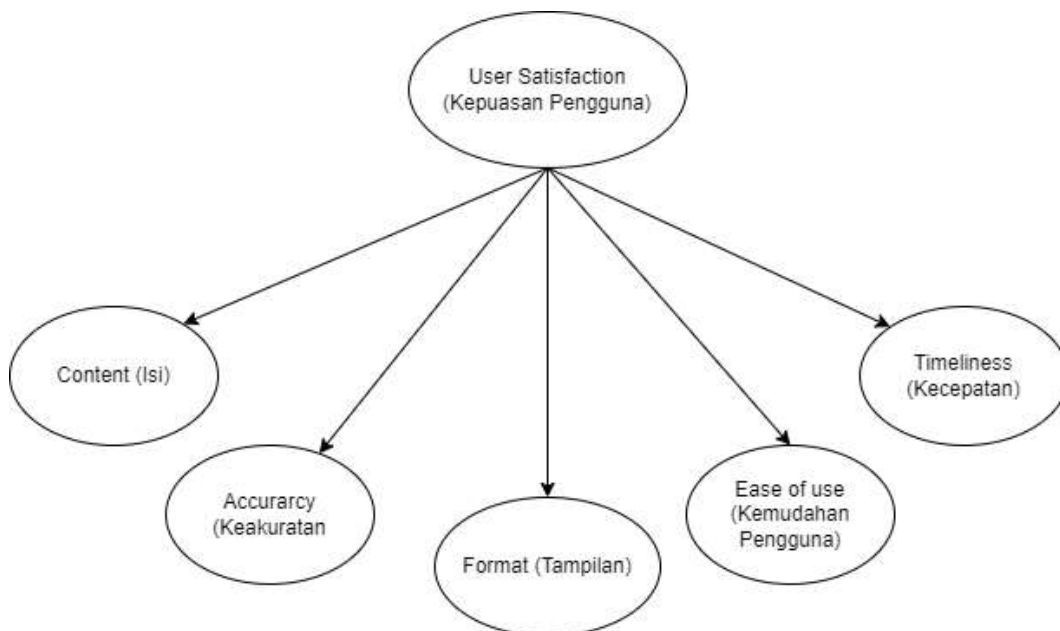 User Satisfaction
(Kepuasan Pengguna)
Content (Isi)
Timeliness
(Kecepatan)
Accurarcy
(Keakuratan
Ease of use
(Kemudahan
Pengguna)
Format (Tampilan)